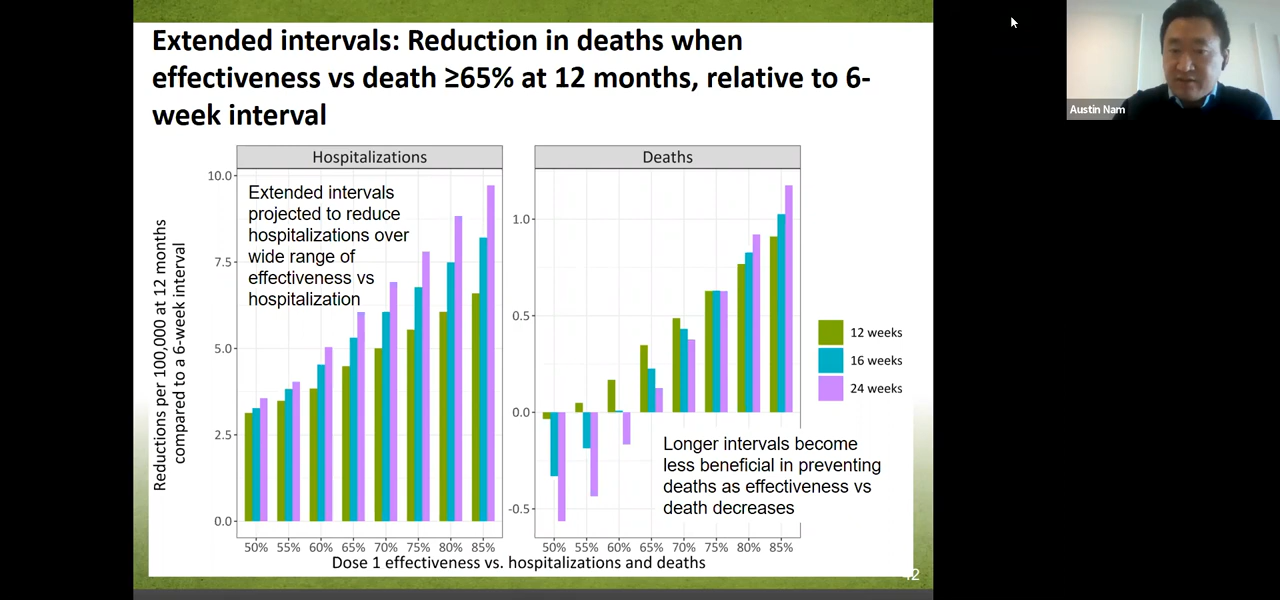 Extended intervals: Reduction in deaths when
effectiveness vs death ≥65% at 12 months, relative to 6-
week interval
Austin Nam
Hospitalizations
Deaths
Reductions per 100,000 at 12 months
compared to a 6-week interval
10.0
7.5
5.0
2.5
0.0
Extended intervals
projected to reduce
hospitalizations over
wide range of
effectiveness vs
hospitalization
1.0
0.5
0.0
-0.5
12 weeks
16 weeks
24 weeks
Longer intervals become
less beneficial in preventing
deaths as effectiveness vs
death decreases
50% 55% 60% 65% 70% 75% 80% 85%
50% 55% 60% 65% 70% 75% 80% 85%
Dose 1 effectiveness vs. hospitalizations and deaths
42